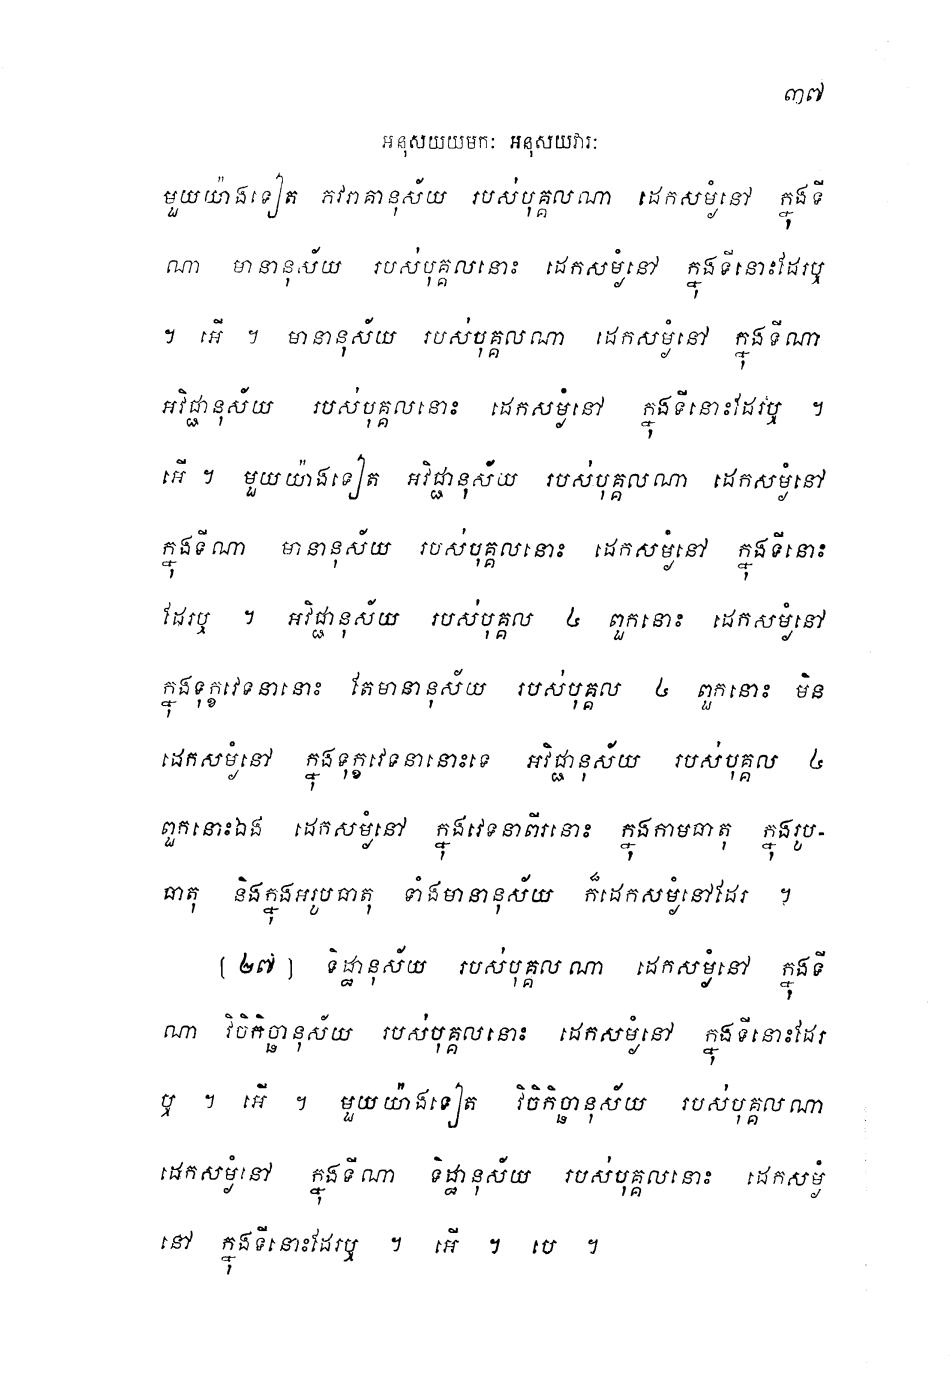 ៣៧
អនុសយយមកៈ អនុសយវារៈ
មួយយ៉ាងទៀត ភវរាគានុស័យ របស់បុគ្គលណា ដេកសម្ងំនៅ ក្នុងទី
ណា មានានុស័យ របស់បុគ្គលនោះ ដេកសម្ងំនៅ ក្នុងទីនោះដែរឬ
។ អើ ។ មានានុស័យ របស់បុគ្គលណា ដេកសម្ងំនៅ ក្នុងទីណា
អវិជ្ជានុស័យ របស់បុគ្គលនោះ ដេកសម្ងំនៅ ក្នុងទីនោះដែរឬ ។
អើ ។ មួយយ៉ាងទៀត អវិជ្ជានុស័យ របស់បុគ្គលណា ដេកសម្ងំនៅ
ក្នុងទីណា មានានុស័យ របស់បុគ្គលនោះ ដេកសម្ងំនៅ ក្នុងទីនោះ
ដែរឬ ។ អវិជ្ជានុស័យ របស់បុគ្គល ៤ ពួកនោះ ដេកសម្ងំនៅ
ក្នុងទុក្ខវេទនានោះ តែមានានុស័យ របស់បុគ្គល ៤ ពួកនោះ មិន
ដេកសម្ងំនៅ ក្នុងទុក្ខវេទនានោះទេ អវិជ្ជានុស័យ របស់បុគ្គល ៤
ពួកនោះឯង ដេកសម្ងំនៅ ក្នុងវេទនាពីរនោះ ក្នុងកាមធាតុ ក្នុងរូប-
ធាតុ និងក្នុងអរូបធាតុ ទាំងមានានុស័យ ក៏ដេកសម្ងំនៅដែរ ។
(២៧) ទិដ្ឋានុស័យ របស់បុគ្គលណា ដេកសម្ងំនៅ ក្នុងទី
ណា វិចិកិច្ឆានុស័យ របស់បុគ្គលនោះ ដេកសម្ងំនៅ ក្នុងទីនោះដែរ
ឬ ។ អើ ។ មួយយ៉ាងទៀត វិចិកិច្ឆានុស័យ របស់បុគ្គលណា
ដេកសម្ងំនៅ ក្នុងទីណា ទិដ្ឋានុស័យ របស់បុគ្គលនោះ ដេកសម្ងំ
នៅ ក្នុងទីនោះដែរឬ ។ អើ ។ បេ ។